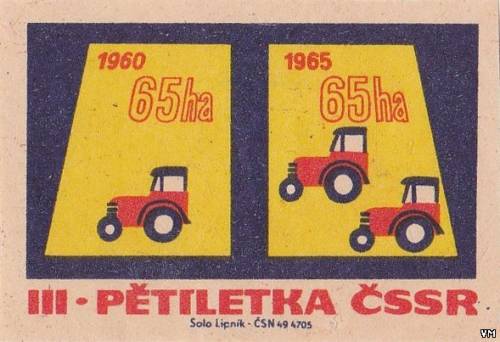 1960
65ha
1965
65ha
III · PĚTILETKA ČSSR
Solo Lipník - ČSN 49 4705
VM